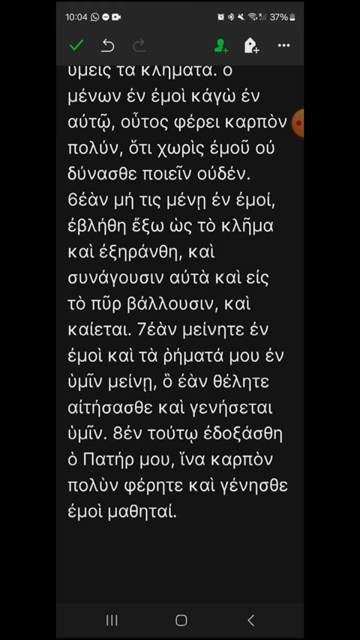 10:04
37%
ὑμεῖς τὰ κλήματα. ὁ
μένων ἐν ἐμοὶ κἀγὼ ἐν
αὐτῷ, οὗτος φέρει καρπὸν
πολύν, ὅτι χωρὶς ἐμοῦ οὐ
δύνασθε ποιεῖν οὐδέν.
6ἐὰν μή τις μένῃ ἐν ἐμοί,
ἐβλήθη ἔξω ὡς τὸ κλῆμα
καὶ ἐξηράνθη, καὶ
συνάγουσιν αὐτὰ καὶ εἰς
τὸ πῦρ βάλλουσιν, καὶ
καίεται. 7ἐὰν μείνητε ἐν
ἐμοὶ καὶ τὰ ῥήματά μου ἐν
ὑμῖν μείνῃ, ὃ ἐὰν θέλητε
αἰτήσασθε καὶ γενήσεται
ὑμῖν. 8ἐν τούτῳ ἐδοξάσθη
ὁ Πατήρ μου, ἵνα καρπὸν
πολὺν φέρητε καὶ γένησθε
ἐμοὶ μαθηταί.